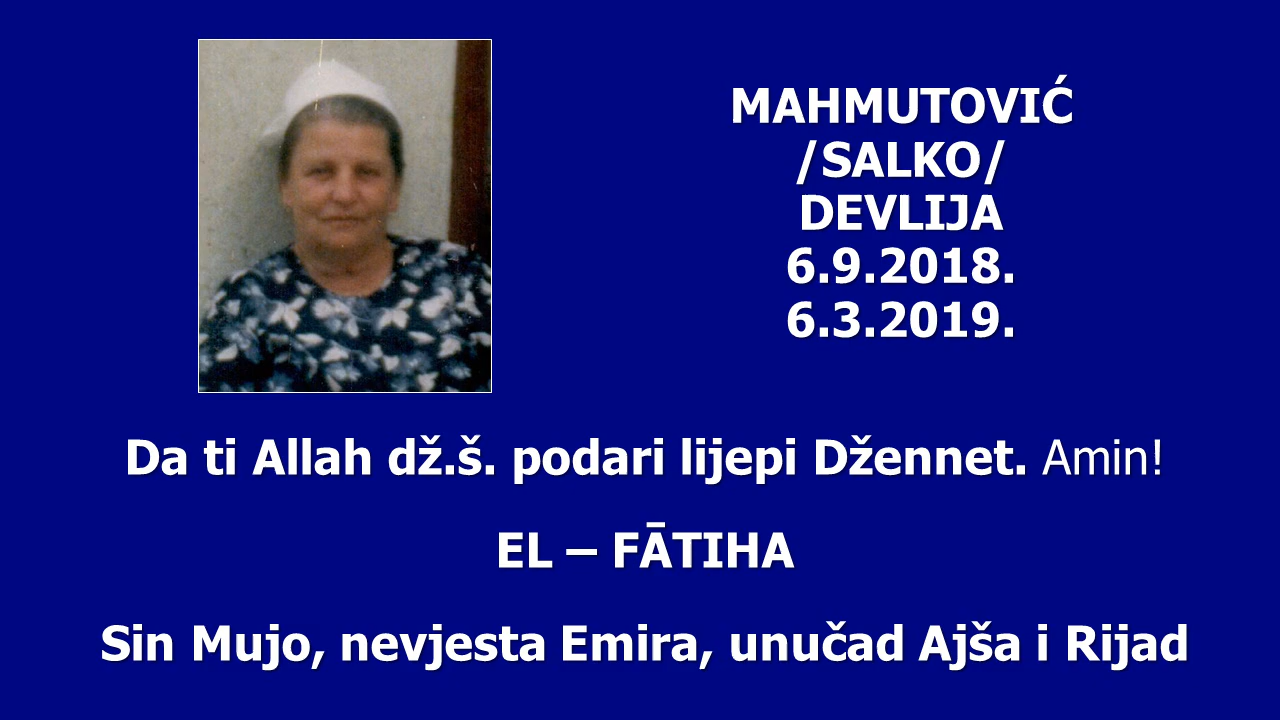 MAHMUTOVIĆ
/SALKO/
DEVLIJA
6.9.2018.
6.3.2019.
Da ti Allah dž.š. podari lijepi Džennet. Amin!
EL – FĀTIHA
Sin Mujo, nevjesta Emira, unučad Ajša i Rijad